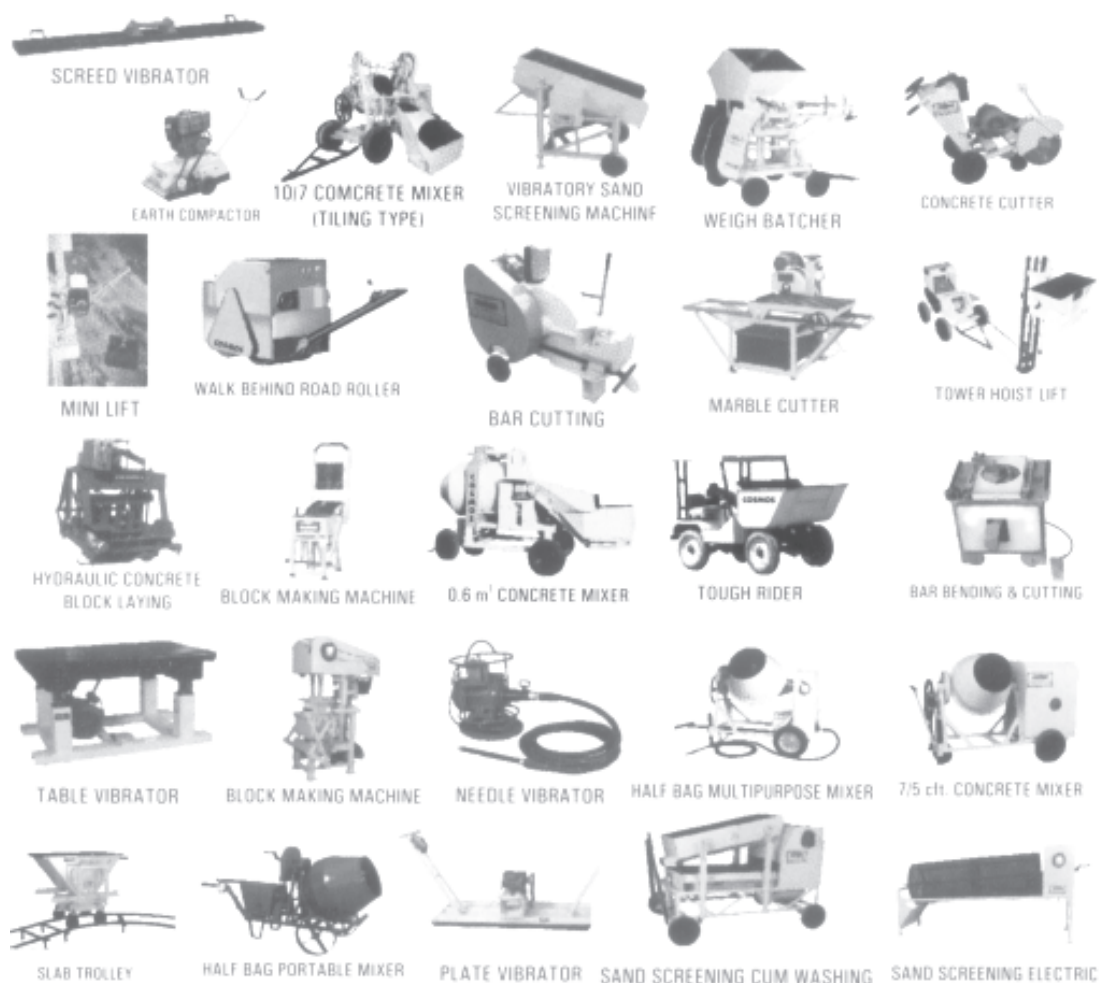 SCREED VIBRATOR
EARTH COMPACTOR
10/7 COMCRETE MIXER
(TILING TYPE)
VIBRATORY SAND
SCREENING MACHINE
WEIGH BATCHER
CONCRETE CUTTER
MINI LIFT
COSMOS
WALK BEHIND ROAD ROLLER
BAR CUTTING
MARBLE CUTTER
TOWER HOIST LIFT
HYDRAULIC CONCRETE
BLOCK LAYING
BLOCK MAKING MACHINE
COSMOS
0.6 m³ CONCRETE MIXER
COSMOS
TOUGH RIDER
BAR BENDING & CUTTING
TABLE VIBRATOR
BLOCK MAKING MACHINE
NEEDLE VIBRATOR
HALF BAG MULTIPURPOSE MIXER
7/5 cft. CONCRETE MIXER
SLAB TROLLEY
HALF BAG PORTABLE MIXER
PLATE VIBRATOR
SAND SCREENING CUM WASHING
SAND SCREENING ELECTRIC